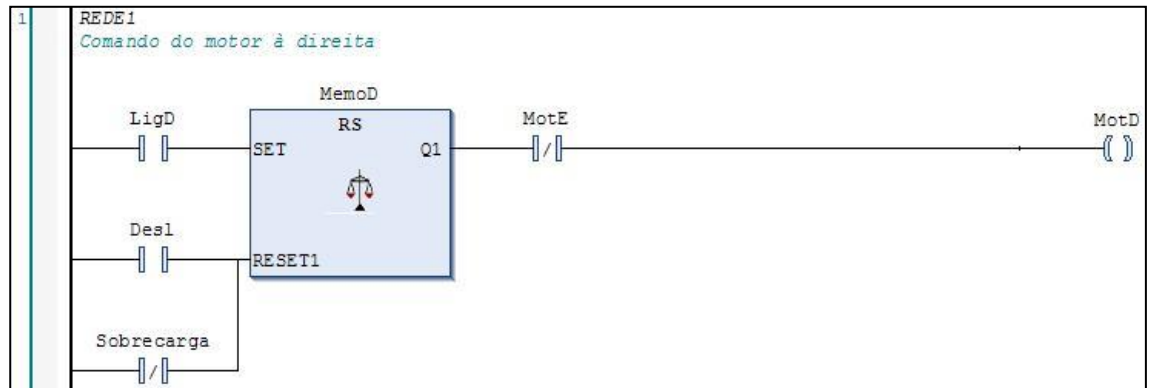 1 REDE1
Comando do motor à direita
MemoD
LigD RS MotE MotD
SET Q1
Desl
RESET1
Sobrecarga